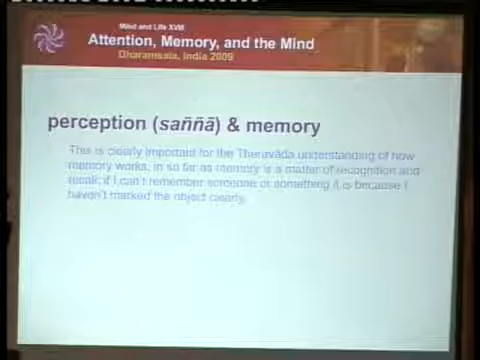 Mind and Life XVIII
Attention, Memory, and the Mind
Dharamsala, India 2009
perception (saññā) & memory
This is clearly important for the Theravāda understanding of how
memory works, in so far as memory is a matter of recognition and
recall; if I can't remember someone or something it is because I
haven't marked the object clearly.